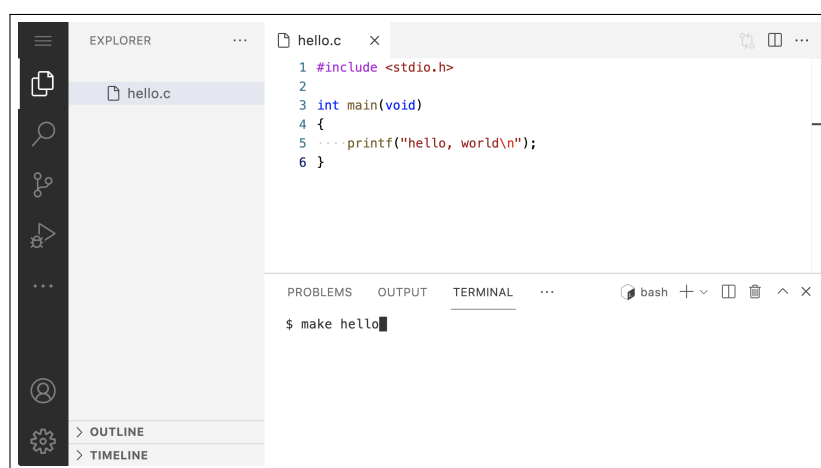 EXPLORER ···
hello.c
hello.c
1 #include <stdio.h>
2
3 int main(void)
4 {
5 ····printf("hello, world\n");
6 }
PROBLEMS OUTPUT TERMINAL ··· bash
$ make hello
OUTLINE
TIMELINE